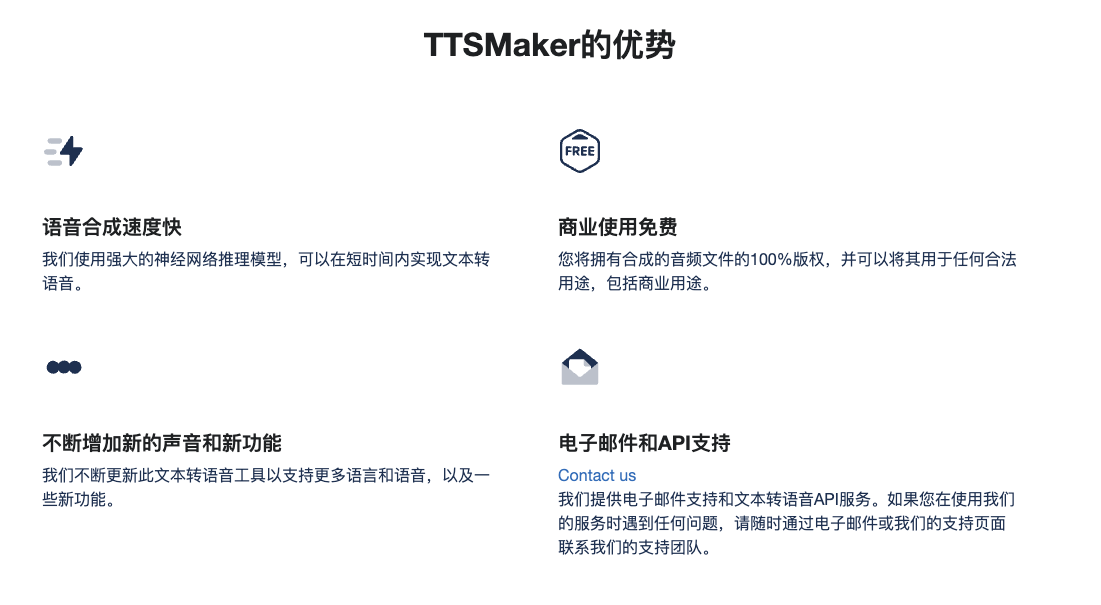 TTSMaker的优势
FREE
语音合成速度快
我们使用强大的神经网络推理模型，可以在短时间内实现文本转
语音。
商业使用免费
您将拥有合成的音频文件的100%版权，并可以将其用于任何合法
用途，包括商业用途。
不断增加新的声音和新功能
我们不断更新此文本转语音工具以支持更多语言和语音，以及一
些新功能。
电子邮件和API支持
Contact us
我们提供电子邮件支持和文本转语音API服务。如果您在使用我们
的服务时遇到任何问题，请随时通过电子邮件或我们的支持页面
联系我们的支持团队。